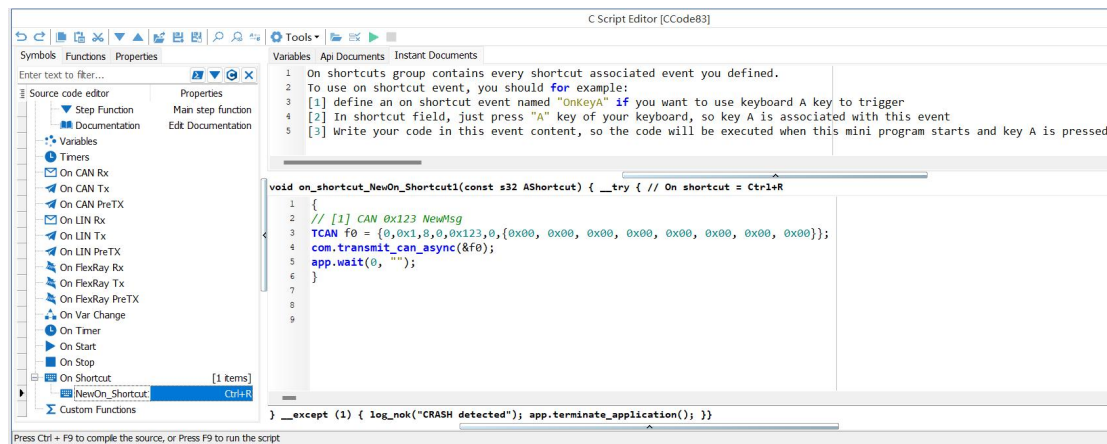 C Script Editor [CCode83]
Tools
Symbols Functions Properties
Enter text to filter...
Source code editor Properties
Step Function Main step function
Documentation Edit Documentation
Variables
Timers
On CAN Rx
On CAN Tx
On CAN PreTX
On LIN Rx
On LIN Tx
On LIN PreTX
On FlexRay Rx
On FlexRay Tx
On FlexRay PreTX
On Var Change
On Timer
On Start
On Stop
On Shortcut [1 items]
NewOn_Shortcut Ctrl+R
Custom Functions
Variables Api Documents Instant Documents
1 On shortcuts group contains every shortcut associated event you defined.
2 To use on shortcut event, you should for example:
3 [1] define an on shortcut event named "OnKeyA" if you want to use keyboard A key to trigger
4 [2] In shortcut field, just press "A" key of your keyboard, so key A is associated with this event
5 [3] Write your code in this event content, so the code will be executed when this mini program starts and key A is pressed
void on_shortcut_NewOn_Shortcut1(const s32 AShortcut) { __try { // On shortcut = Ctrl+R
1 {
2 // [1] CAN 0x123 NewMsg
3 TCAN f0 = {0,0x1,8,0,0x123,0,{0x00, 0x00, 0x00, 0x00, 0x00, 0x00, 0x00, 0x00}};
4 com.transmit_can_async(&f0);
5 app.wait(0, "");
6 }
7
8
9
} __except (1) { log_nok("CRASH detected"); app.terminate_application(); }}
Press Ctrl + F9 to compile the source, or Press F9 to run the script